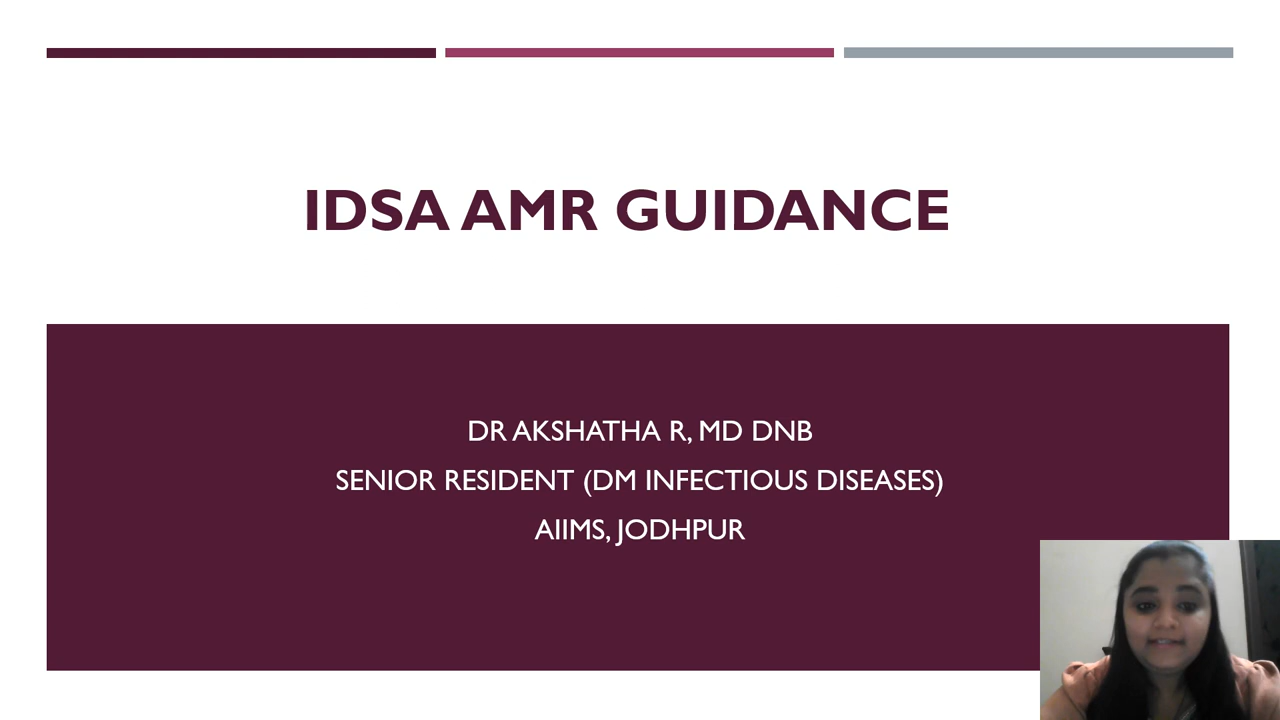 IDSA AMR GUIDANCE
DR AKSHATHA R, MD DNB
SENIOR RESIDENT (DM INFECTIOUS DISEASES)
AIIMS, JODHPUR